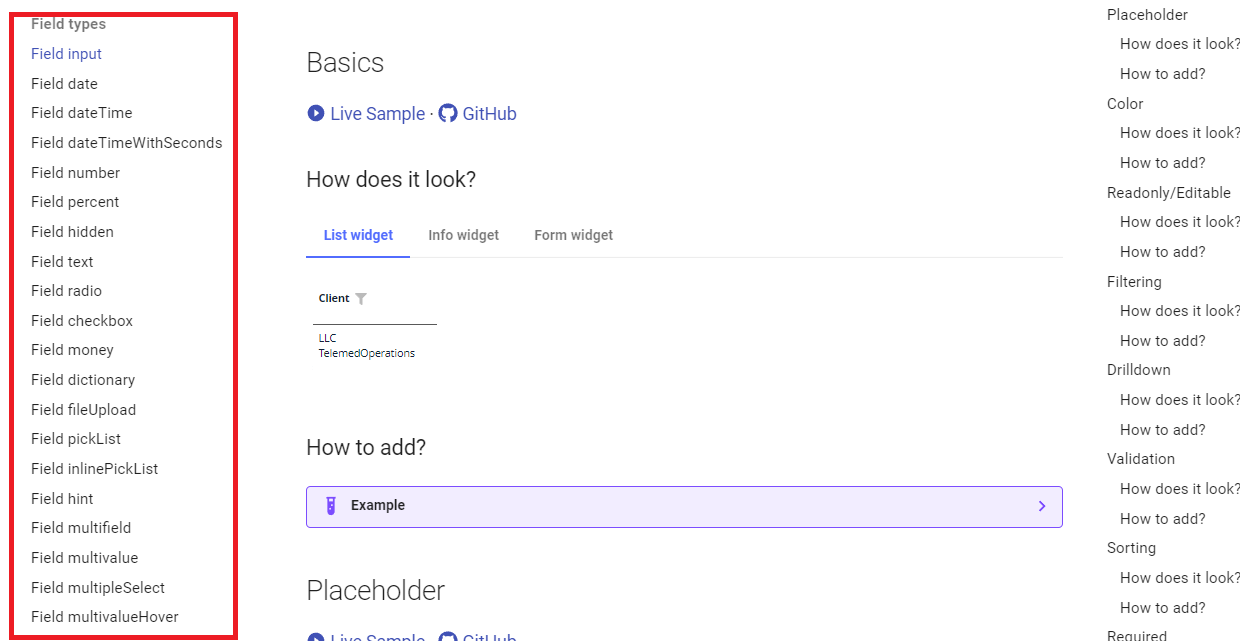 Field types
Field input
Field date
Field dateTime
Field dateTimeWithSeconds
Field number
Field percent
Field hidden
Field text
Field radio
Field checkbox
Field money
Field dictionary
Field fileUpload
Field pickList
Field inlinePickList
Field hint
Field multifield
Field multivalue
Field multipleSelect
Field multivalueHover
Basics
Live Sample · GitHub
How does it look?
List widget Info widget Form widget
Client
LLC
TelemedOperations
How to add?
Example
Placeholder
Live Sample · GitHub
Placeholder
How does it look?
How to add?
Color
How does it look?
How to add?
Readonly/Editable
How does it look?
How to add?
Filtering
How does it look?
How to add?
Drilldown
How does it look?
How to add?
Validation
How does it look?
How to add?
Sorting
How does it look?
How to add?
Required